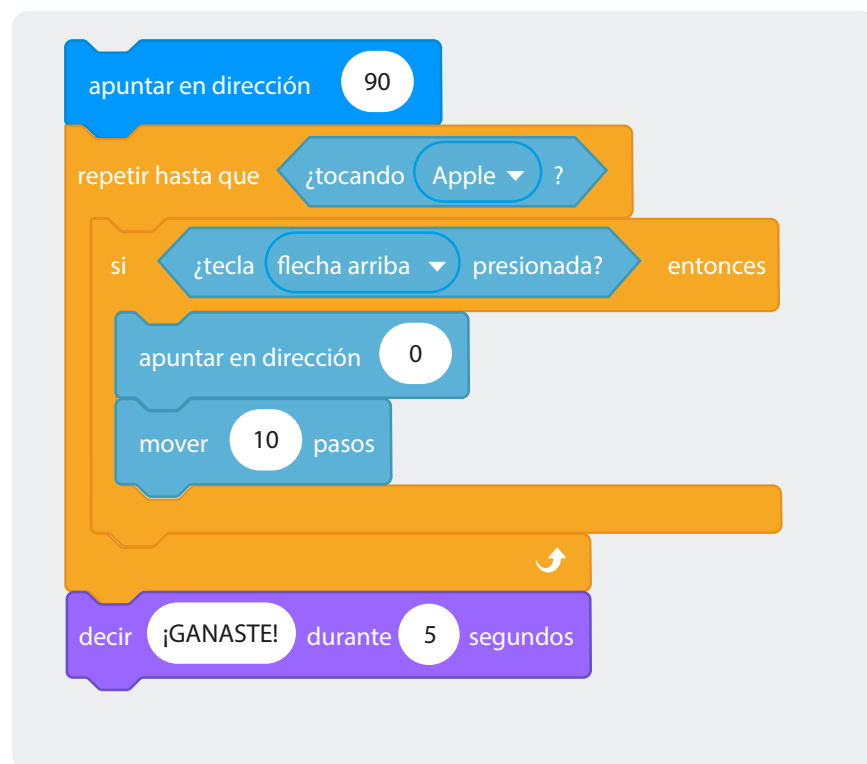 apuntar en dirección 90
repetir hasta que ¿tocando Apple ?
si ¿tecla flecha arriba presionada? entonces
apuntar en dirección 0
mover 10 pasos
decir ¡GANASTE! durante 5 segundos